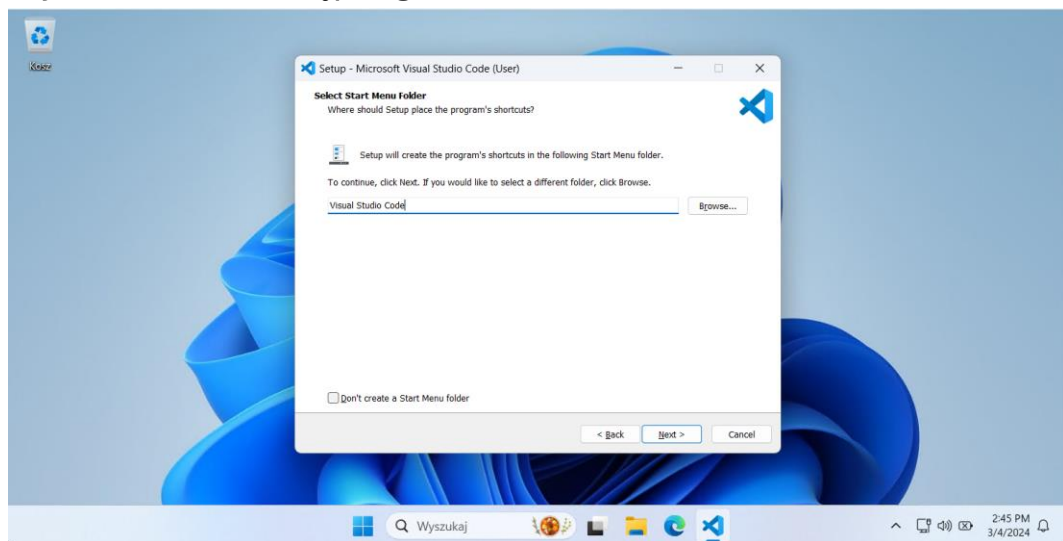 Kosz
Setup - Microsoft Visual Studio Code (User)
Select Start Menu Folder
Where should Setup place the program's shortcuts?
Setup will create the program's shortcuts in the following Start Menu folder.
To continue, click Next. If you would like to select a different folder, click Browse.
Visual Studio Code
Browse...
Don't create a Start Menu folder
< Back
Next >
Cancel
Wyszukaj
2:45 PM
3/4/2024